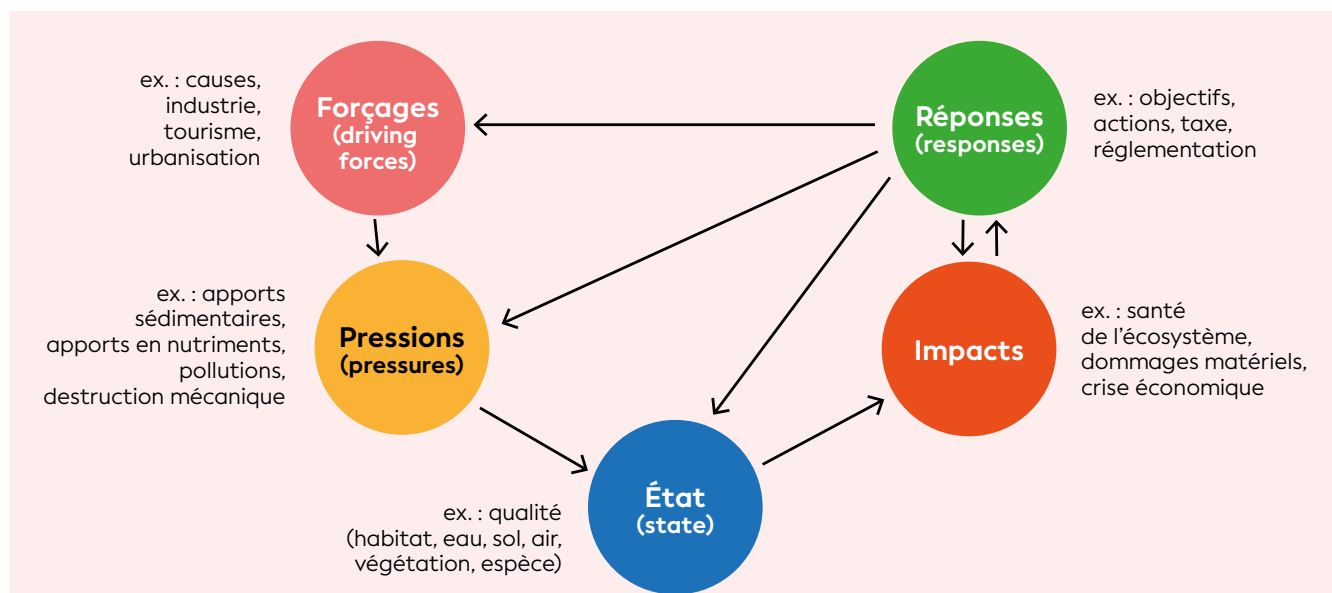 ex. : causes,
industrie,
tourisme,
urbanisation
Forçages
(driving
forces)
Réponses
(responses)
ex. : objectifs,
actions, taxe,
réglementation
ex. : apports
sédimentaires,
apports en nutriments,
pollutions,
destruction mécanique
Pressions
(pressures)
Impacts
ex. : santé
de l’écosystème,
dommages matériels,
crise économique
État
(state)
ex. : qualité
(habitat, eau, sol, air,
végétation, espèce)